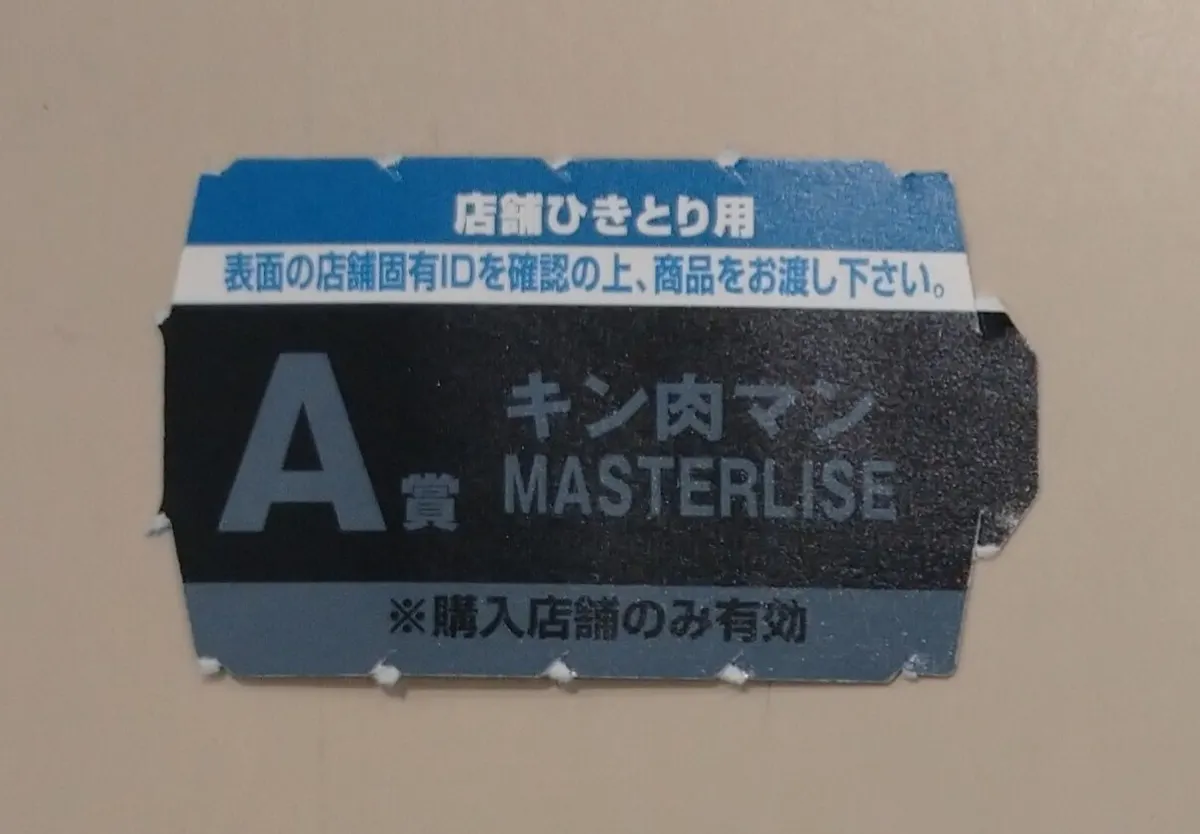 店舗ひきとり用
表面の店舗固有IDを確認の上、商品をお渡し下さい。
A賞
キン肉マン
MASTERLISE
※購入店舗のみ有効